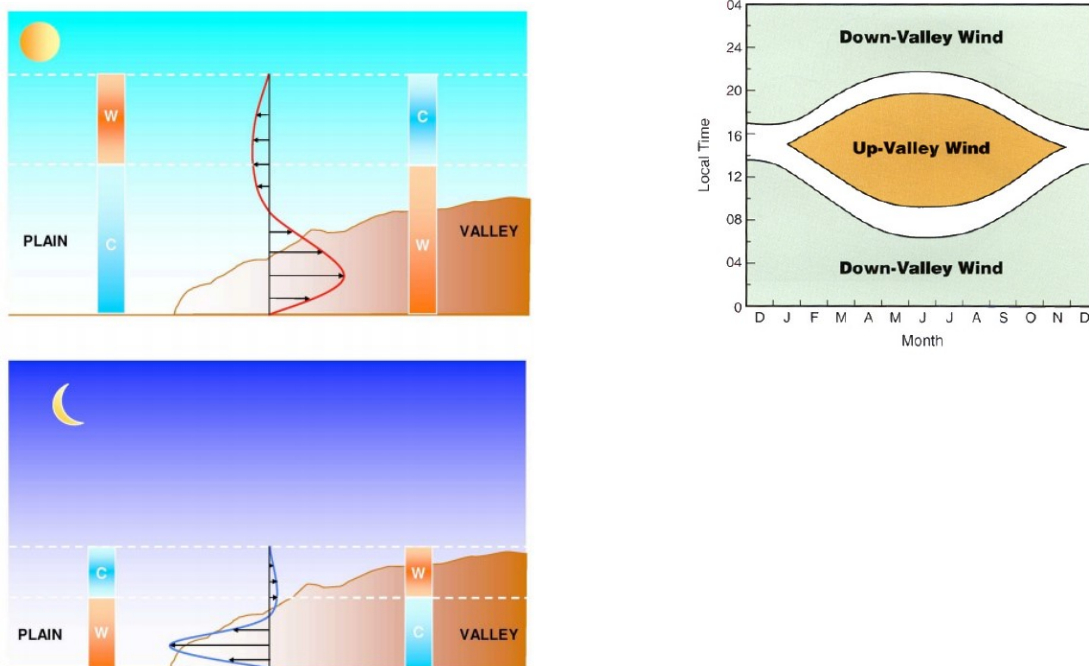 W
C
PLAIN
C
W
VALLEY
C
W
PLAIN
W
C
VALLEY
04
24
20
16
12
08
04
0
Local Time
Down-Valley Wind
Up-Valley Wind
Down-Valley Wind
D J F M A M J J A S O N D
Month